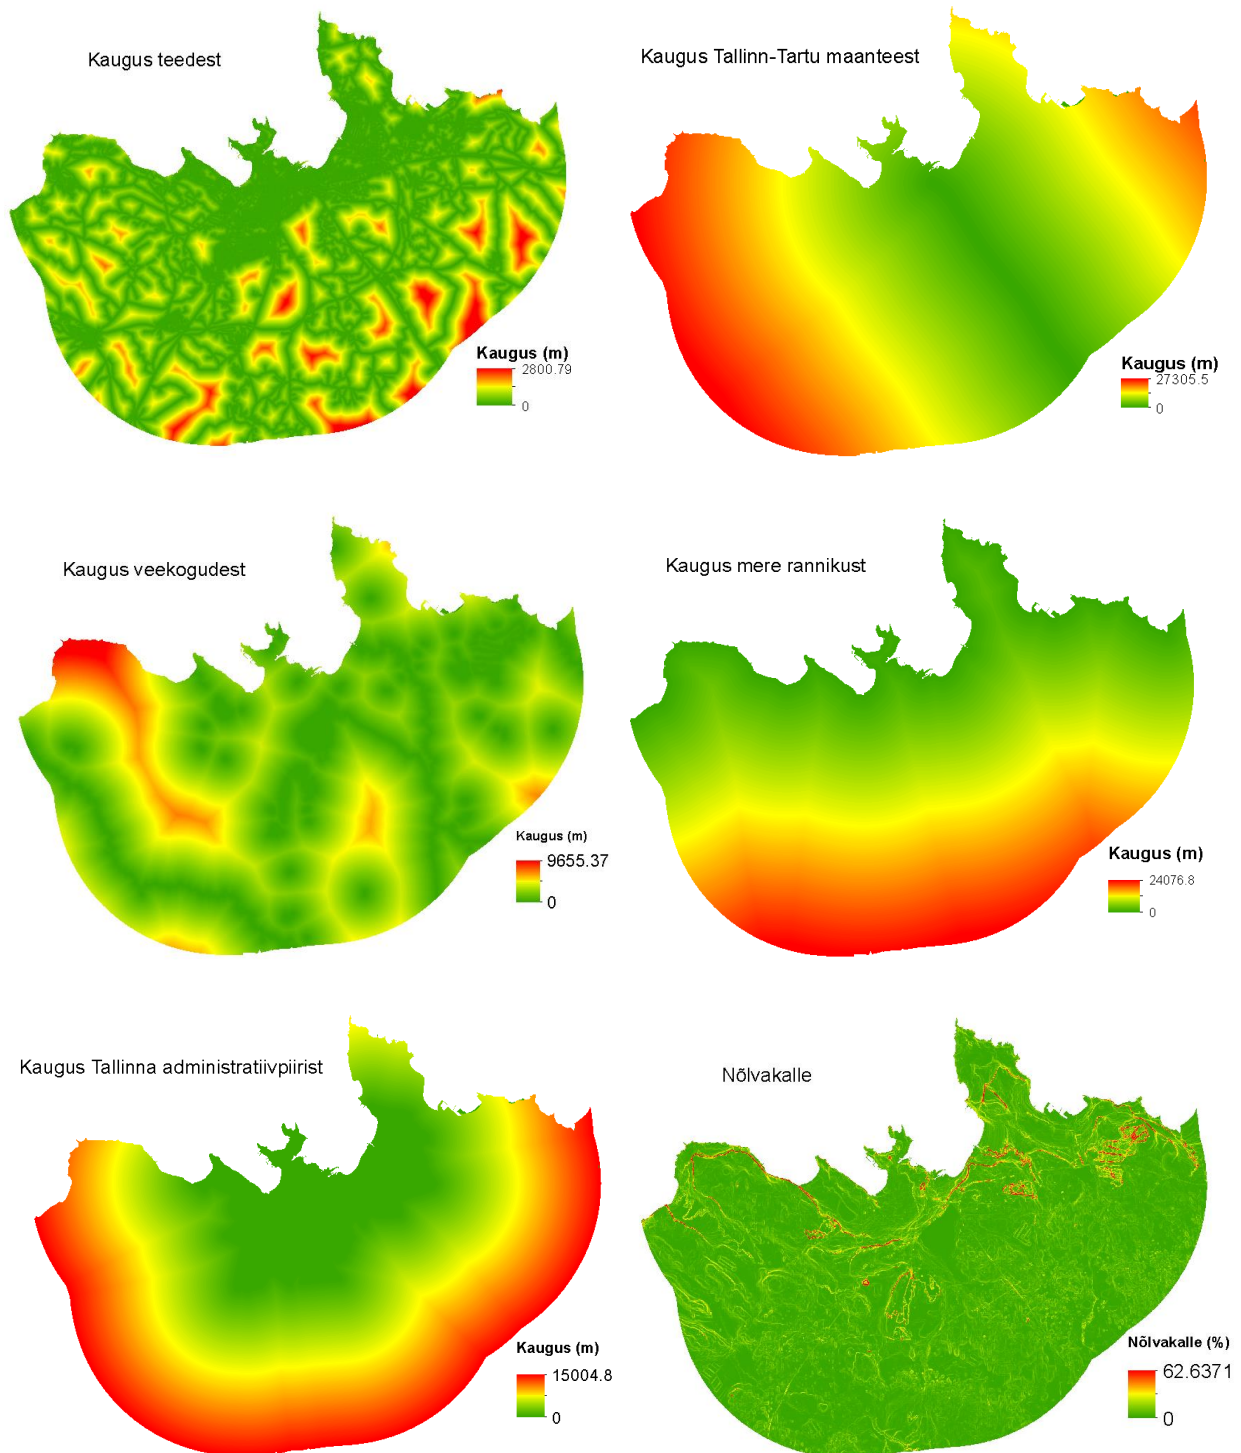 Kaugus teedest
Kaugus (m)
2800.79
0
Kaugus Tallinn-Tartu maanteest
Kaugus (m)
27305.5
0
Kaugus veekogudest
Kaugus (m)
9655.37
0
Kaugus mere rannikust
Kaugus (m)
24076.8
0
Kaugus Tallinna administratiivpiirist
Kaugus (m)
15004.8
0
Nõlvakalle
Nõlvakalle (%)
62.6371
0